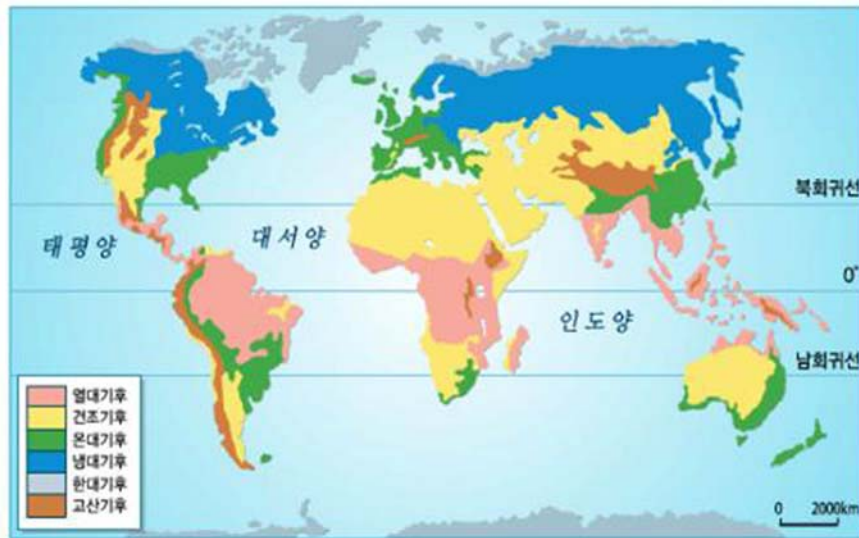 북회귀선
태평양
대서양
0°
인도양
남회귀선
열대기후
건조기후
온대기후
냉대기후
한대기후
고산기후
0 2000km